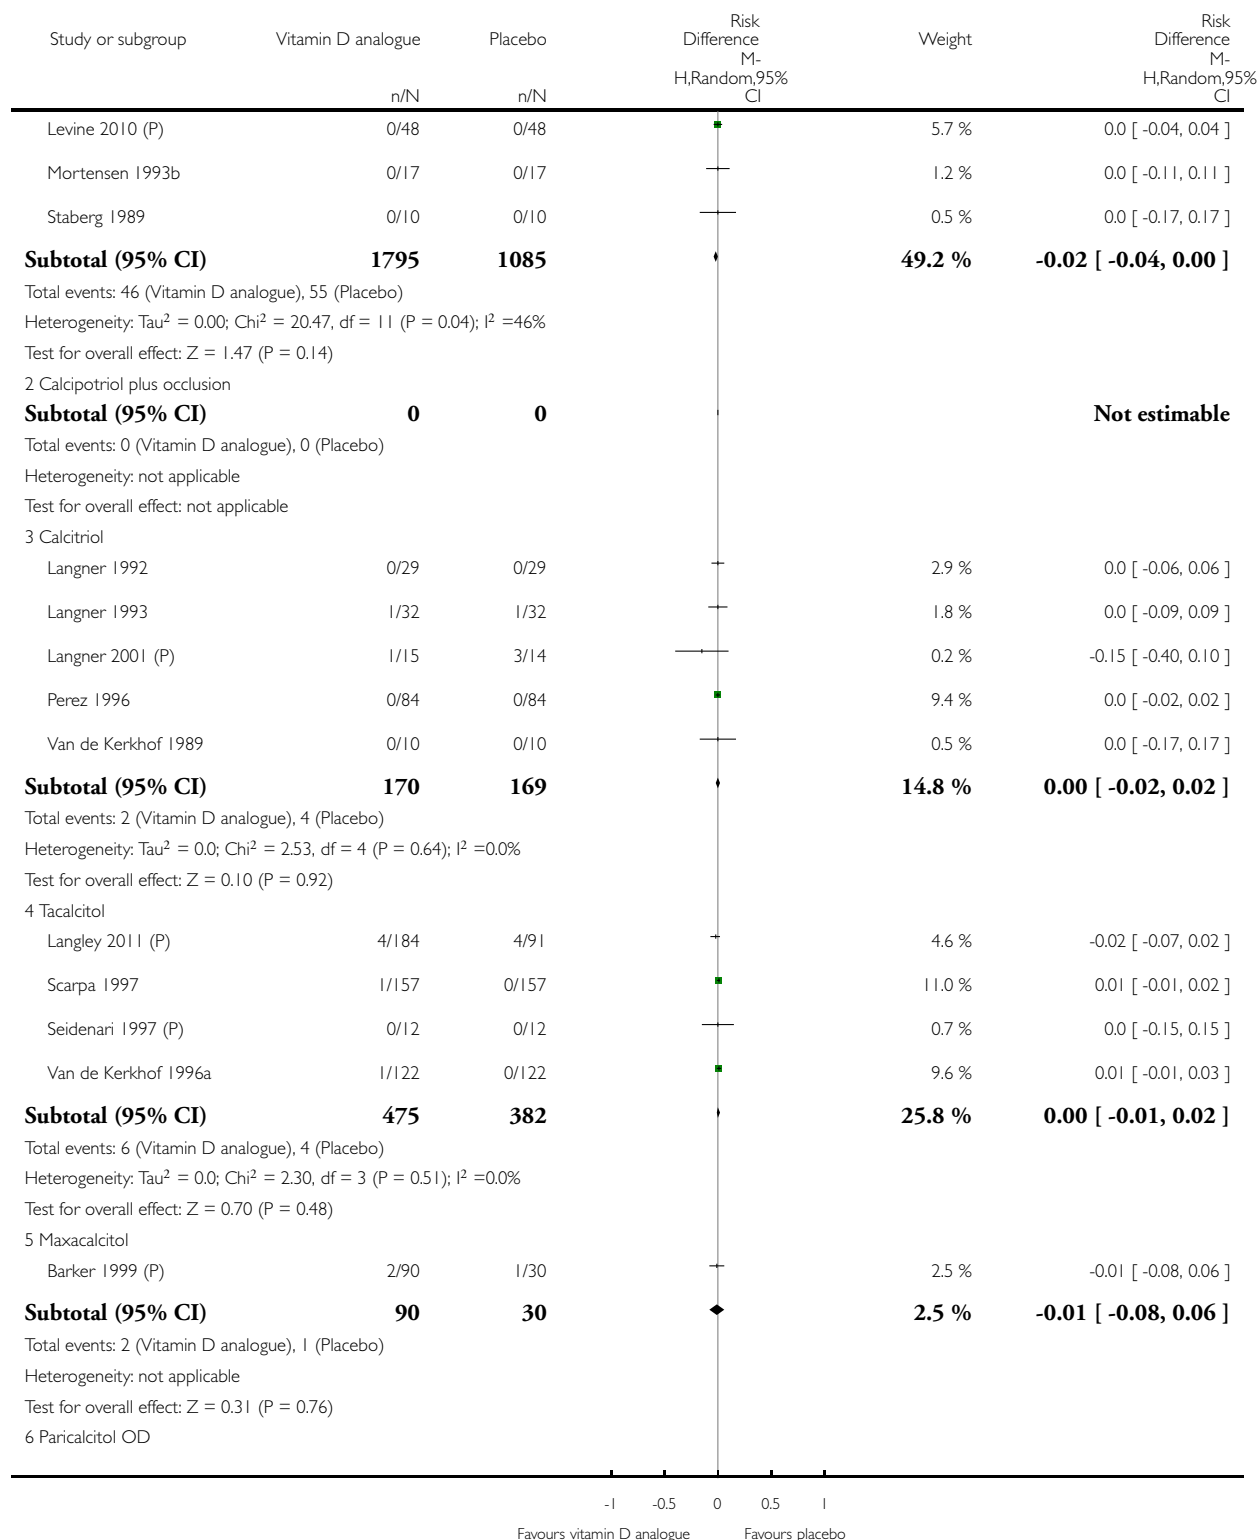 Study or subgroup Vitamin D analogue Placebo Risk Difference Weight Risk Difference
M-H,Random,95% CI M-H,Random,95% CI
n/N n/N
Levine 2010 (P) 0/48 0/48 5.7 % 0.0 [ -0.04, 0.04 ]
Mortensen 1993b 0/17 0/17 1.2 % 0.0 [ -0.11, 0.11 ]
Staberg 1989 0/10 0/10 0.5 % 0.0 [ -0.17, 0.17 ]
Subtotal (95% CI) 1795 1085 49.2 % -0.02 [ -0.04, 0.00 ]
Total events: 46 (Vitamin D analogue), 55 (Placebo)
Heterogeneity: Tau² = 0.00; Chi² = 20.47, df = 11 (P = 0.04); I² =46%
Test for overall effect: Z = 1.47 (P = 0.14)
2 Calcipotriol plus occlusion
Subtotal (95% CI) 0 0 Not estimable
Total events: 0 (Vitamin D analogue), 0 (Placebo)
Heterogeneity: not applicable
Test for overall effect: not applicable
3 Calcitriol
Langner 1992 0/29 0/29 2.9 % 0.0 [ -0.06, 0.06 ]
Langner 1993 1/32 1/32 1.8 % 0.0 [ -0.09, 0.09 ]
Langner 2001 (P) 1/15 3/14 0.2 % -0.15 [ -0.40, 0.10 ]
Perez 1996 0/84 0/84 9.4 % 0.0 [ -0.02, 0.02 ]
Van de Kerkhof 1989 0/10 0/10 0.5 % 0.0 [ -0.17, 0.17 ]
Subtotal (95% CI) 170 169 14.8 % 0.00 [ -0.02, 0.02 ]
Total events: 2 (Vitamin D analogue), 4 (Placebo)
Heterogeneity: Tau² = 0.0; Chi² = 2.53, df = 4 (P = 0.64); I² =0.0%
Test for overall effect: Z = 0.10 (P = 0.92)
4 Tacalcitol
Langley 2011 (P) 4/184 4/91 4.6 % -0.02 [ -0.07, 0.02 ]
Scarpa 1997 1/157 0/157 11.0 % 0.01 [ -0.01, 0.02 ]
Seidenari 1997 (P) 0/12 0/12 0.7 % 0.0 [ -0.15, 0.15 ]
Van de Kerkhof 1996a 1/122 0/122 9.6 % 0.01 [ -0.01, 0.03 ]
Subtotal (95% CI) 475 382 25.8 % 0.00 [ -0.01, 0.02 ]
Total events: 6 (Vitamin D analogue), 4 (Placebo)
Heterogeneity: Tau² = 0.0; Chi² = 2.30, df = 3 (P = 0.51); I² =0.0%
Test for overall effect: Z = 0.70 (P = 0.48)
5 Maxacalcitol
Barker 1999 (P) 2/90 1/30 2.5 % -0.01 [ -0.08, 0.06 ]
Subtotal (95% CI) 90 30 2.5 % -0.01 [ -0.08, 0.06 ]
Total events: 2 (Vitamin D analogue), 1 (Placebo)
Heterogeneity: not applicable
Test for overall effect: Z = 0.31 (P = 0.76)
6 Paricalcitol OD
-1 -0.5 0 0.5 1
Favours vitamin D analogue Favours placebo